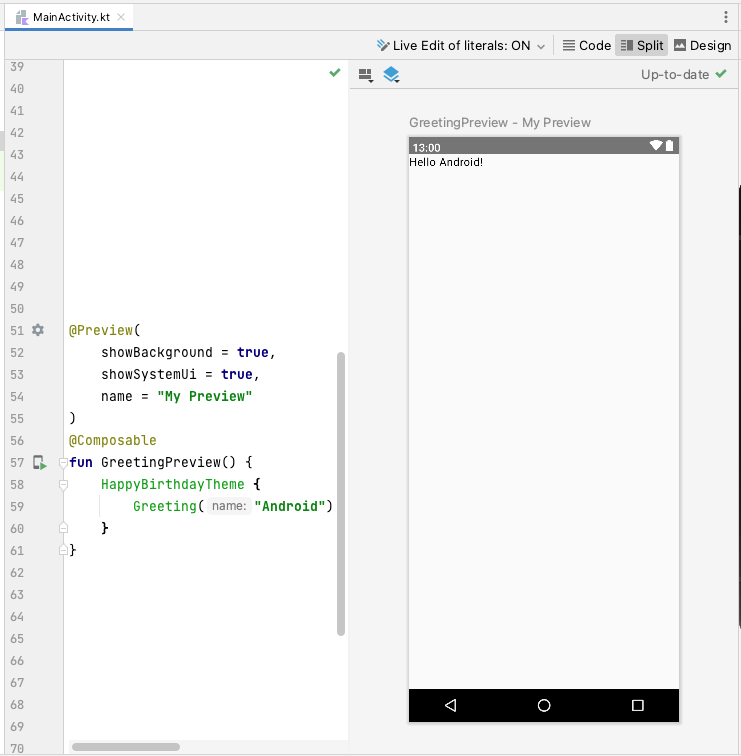 MainActivity.kt
Live Edit of literals: ON
Code
Split
Design
Up-to-date
39
40
41
42
43
44
45
46
47
48
49
50
51 @Preview(
52 showBackground = true,
53 showSystemUi = true,
54 name = "My Preview"
55 )
56 @Composable
57 fun GreetingPreview() {
58 HappyBirthdayTheme {
59 Greeting( name: "Android")
60 }
61 }
62
63
64
65
66
67
68
69
70
GreetingPreview - My Preview
13:00
Hello Android!